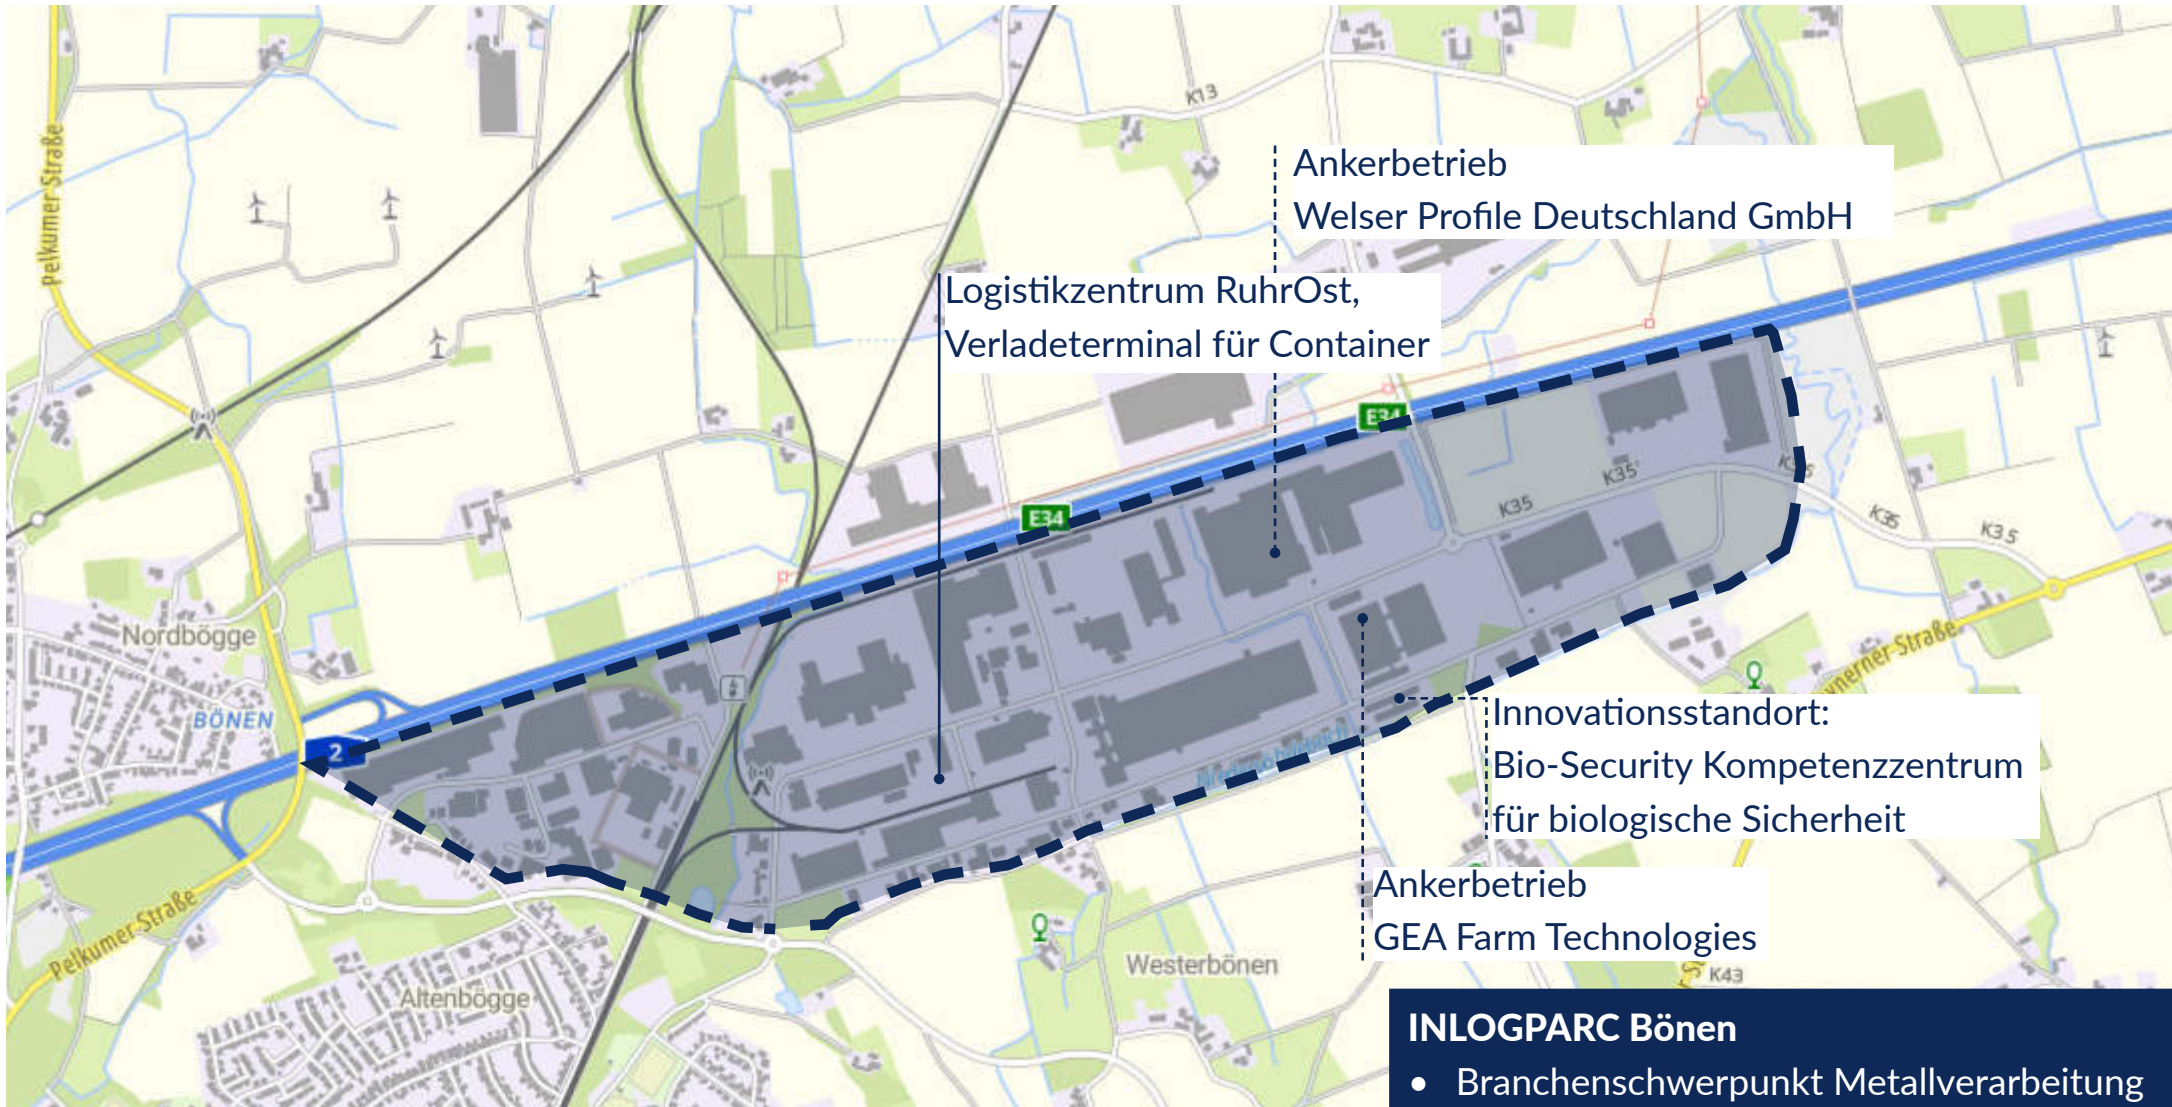 Pelkumer Straße
K13
Ankerbetrieb
Welser Profile Deutschland GmbH
Logistikzentrum RuhrOst,
Verladeterminal für Container
E34
E34
K35
K35
K35
K35
Nordbögge
BÖNEN
2
ynerner Straße
Innovationsstandort:
Bio-Security Kompetenzzentrum
für biologische Sicherheit
Ankerbetrieb
GEA Farm Technologies
Pelkumer Straße
Altenbögge
Westerbönen
K43
INLOGPARC Bönen
• Branchenschwerpunkt Metallverarbeitung